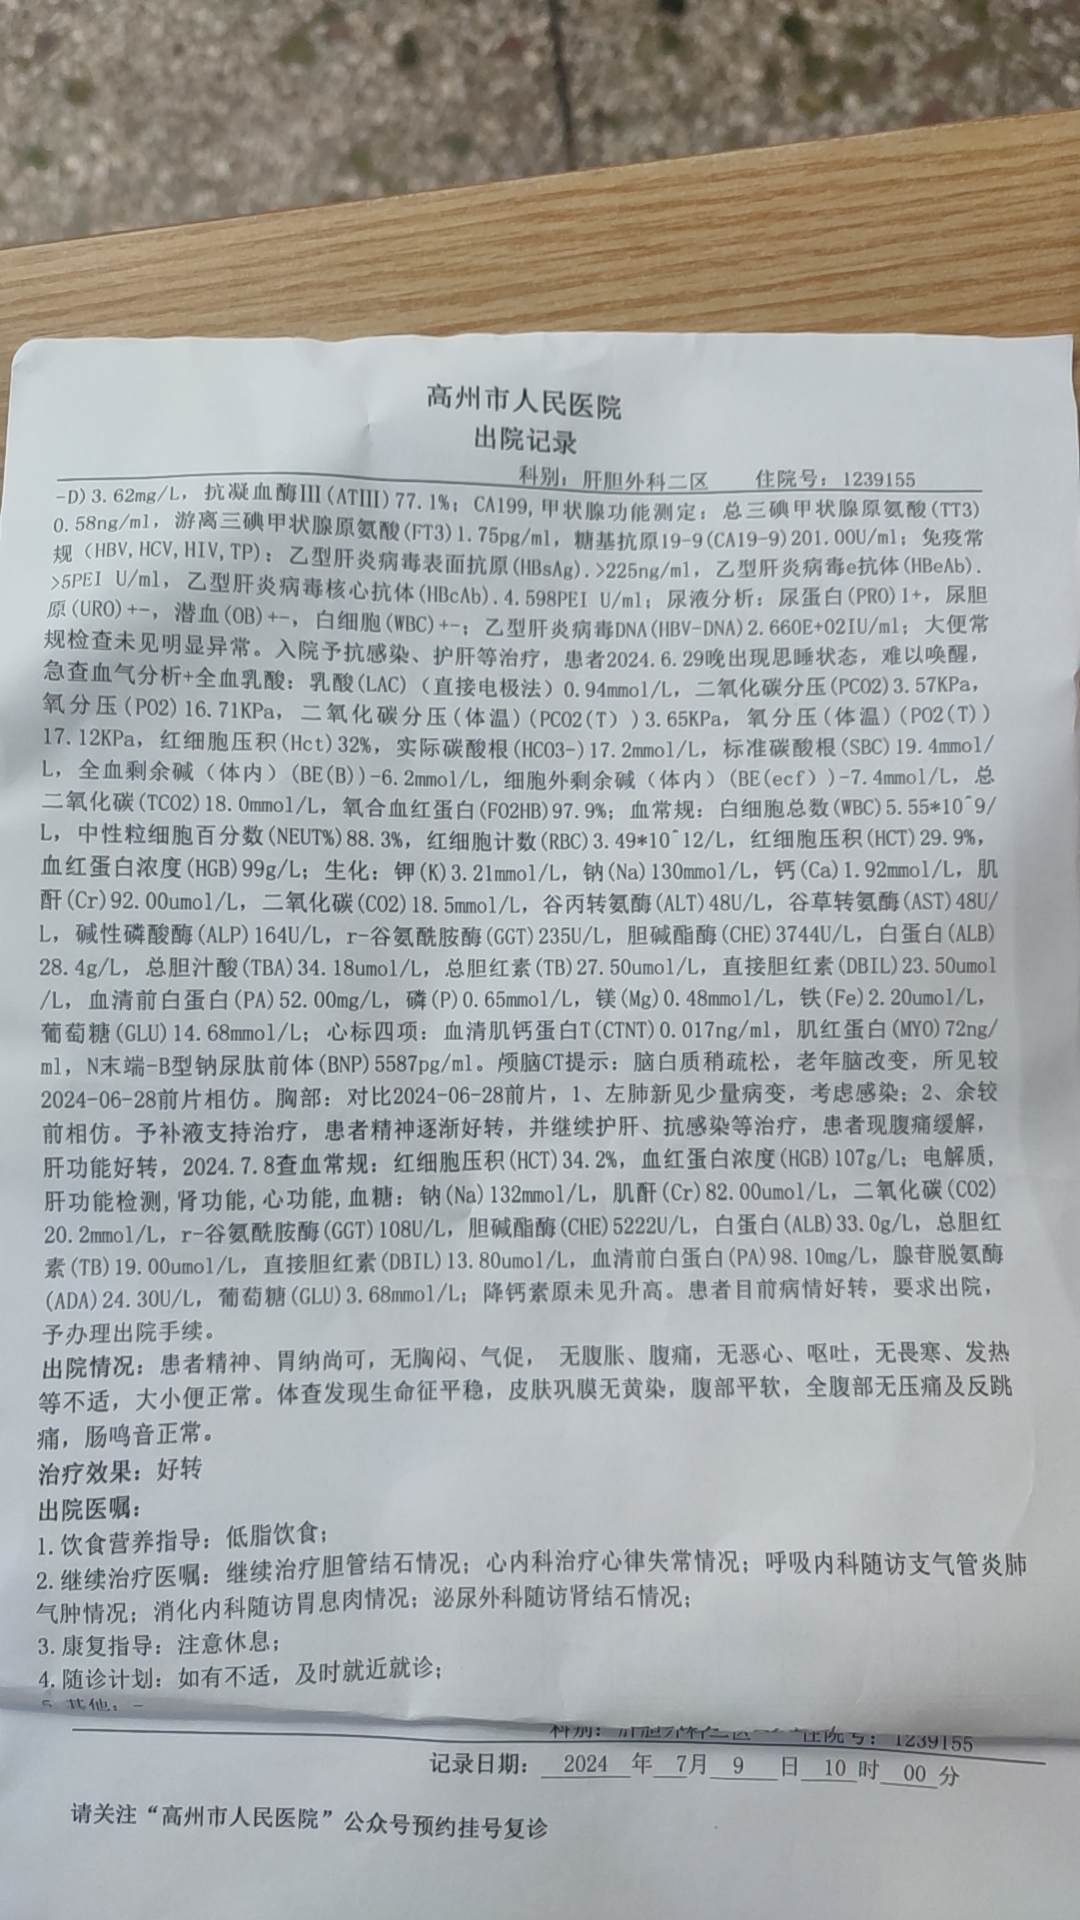 高州市人民医院
出院记录
科别：肝胆外科二区 住院号：1239155
-D)3.62mg/L，抗凝血酶III(ATIII)77.1%；CA199,甲状腺功能测定：总三碘甲状腺原氨酸(TT3)
0.58ng/ml，游离三碘甲状腺原氨酸(FT3)1.75pg/ml，糖基抗原19-9(CA19-9)201.00U/ml；免疫常
规（HBV,HCV,HIV,TP)：乙型肝炎病毒表面抗原(HBsAg).>225ng/ml，乙型肝炎病毒e抗体(HBeAb).
>5PEI U/ml，乙型肝炎病毒核心抗体(HBcAb).4.598PEI U/ml；尿液分析：尿蛋白(PRO)1+，尿胆
原(URO)+-，潜血(OB)+-，白细胞(WBC)+-；乙型肝炎病毒DNA(HBV-DNA)2.660E+02IU/ml；大便常
规检查未见明显异常。入院予抗感染、护肝等治疗，患者2024.6.29晚出现思睡状态，难以唤醒，
急查血气分析+全血乳酸：乳酸(LAC)（直接电极法）0.94mmol/L，二氧化碳分压(PCO2)3.57KPa，
氧分压(PO2)16.71KPa，二氧化碳分压(体温)(PCO2(T))3.65KPa，氧分压(体温)(PO2(T))
17.12KPa，红细胞压积(Hct)32%，实际碳酸根(HCO3-)17.2mmol/L，标准碳酸根(SBC)19.4mmol/
L，全血剩余碱（体内）(BE(B))-6.2mmol/L，细胞外剩余碱（体内）(BE(ecf))-7.4mmol/L，总
二氧化碳(TCO2)18.0mmol/L，氧合血红蛋白(FO2HB)97.9%；血常规：白细胞总数(WBC)5.55*10^9/
L，中性粒细胞百分数(NEUT%)88.3%，红细胞计数(RBC)3.49*10^12/L，红细胞压积(HCT)29.9%，
血红蛋白浓度(HGB)99g/L；生化：钾(K)3.21mmol/L，钠(Na)130mmol/L，钙(Ca)1.92mmol/L，肌
酐(Cr)92.00umol/L，二氧化碳(CO2)18.5mmol/L，谷丙转氨酶(ALT)48U/L，谷草转氨酶(AST)48U/
L，碱性磷酸酶(ALP)164U/L，r-谷氨酰胺酶(GGT)235U/L，胆碱酯酶(CHE)3744U/L，白蛋白(ALB)
28.4g/L，总胆汁酸(TBA)34.18umol/L，总胆红素(TB)27.50umol/L，直接胆红素(DBIL)23.50umol
/L，血清前白蛋白(PA)52.00mg/L，磷(P)0.65mmol/L，镁(Mg)0.48mmol/L，铁(Fe)2.20umol/L，
葡萄糖(GLU)14.68mmol/L；心标四项：血清肌钙蛋白T(CTNT)0.017ng/ml，肌红蛋白(MYO)72ng/
ml，N末端-B型钠尿肽前体(BNP)5587pg/ml。颅脑CT提示：脑白质稍疏松，老年脑改变，所见较
2024-06-28前片相仿。胸部：对比2024-06-28前片，1、左肺新见少量病变，考虑感染；2、余较
前相仿。予补液支持治疗，患者精神逐渐好转，并继续护肝、抗感染等治疗，患者现腹痛缓解，
肝功能好转，2024.7.8查血常规：红细胞压积(HCT)34.2%，血红蛋白浓度(HGB)107g/L；电解质,
肝功能检测,肾功能,心功能,血糖：钠(Na)132mmol/L，肌酐(Cr)82.00umol/L，二氧化碳(CO2)
20.2mmol/L，r-谷氨酰胺酶(GGT)108U/L，胆碱酯酶(CHE)5222U/L，白蛋白(ALB)33.0g/L，总胆红
素(TB)19.00umol/L，直接胆红素(DBIL)13.80umol/L，血清前白蛋白(PA)98.10mg/L，腺苷脱氨酶
(ADA)24.30U/L，葡萄糖(GLU)3.68mmol/L；降钙素原未见升高。患者目前病情好转，要求出院，
予办理出院手续。
出院情况：患者精神、胃纳尚可，无胸闷、气促， 无腹胀、腹痛，无恶心、呕吐，无畏寒、发热
等不适，大小便正常。体查发现生命征平稳，皮肤巩膜无黄染，腹部平软，全腹部无压痛及反跳
痛，肠鸣音正常。
治疗效果：好转
出院医嘱：
1.饮食营养指导：低脂饮食；
2.继续治疗医嘱：继续治疗胆管结石情况；心内科治疗心律失常情况；呼吸内科随访支气管炎肺
气肿情况；消化内科随访胃息肉情况；泌尿外科随访肾结石情况；
3.康复指导：注意休息；
4.随诊计划：如有不适，及时就近就诊；
5.其他：-
科别：肝胆外科二区 住院号：1239155
记录日期： 2024 年 7月 9 日 10 时 00 分
请关注“高州市人民医院”公众号预约挂号复诊